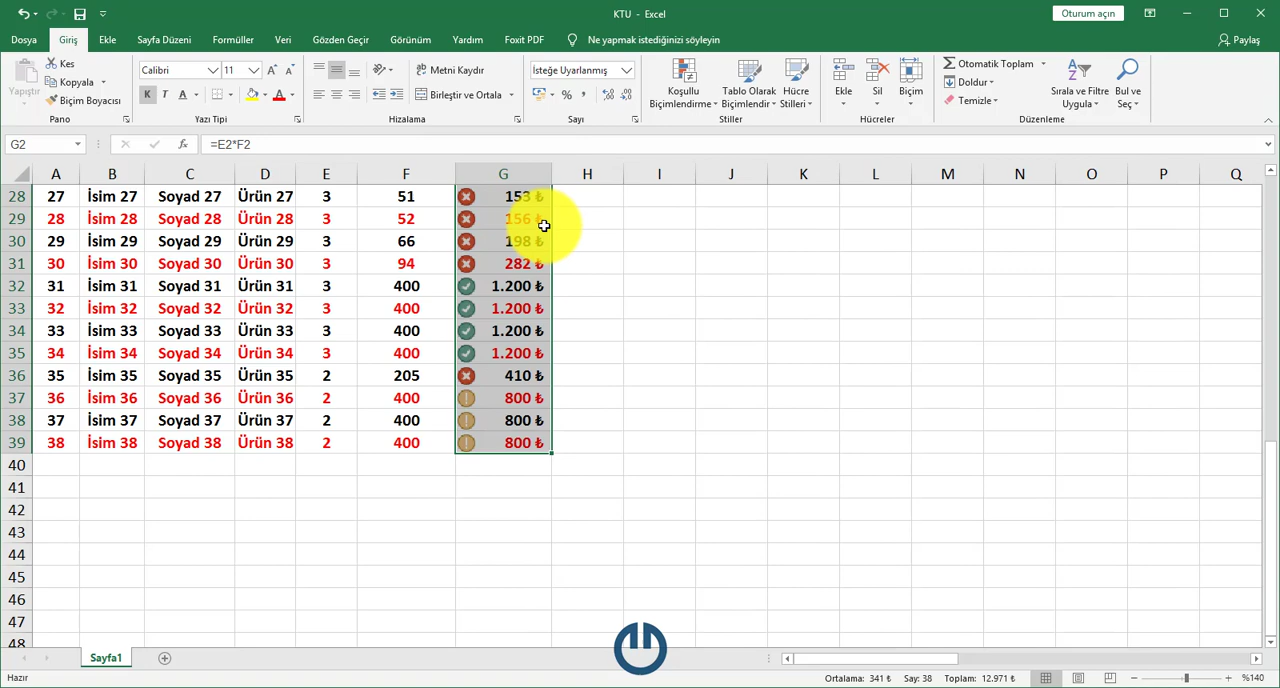 KTU - Excel
Oturum açın
Dosya Giriş Ekle Sayfa Düzeni Formüller Veri Gözden Geçir Görünüm Yardım Foxit PDF Ne yapmak istediğinizi söyleyin Paylaş
Yapıştır
Kes
Kopyala
Biçim Boyacısı
Pano
Calibri 11
K T A
Yazı Tipi
Metni Kaydır
Birleştir ve Ortala
Hizalama
İsteğe Uyarlanmış
Sayı
Koşullu Biçimlendirme
Tablo Olarak Biçimlendir
Hücre Stilleri
Stiller
Ekle
Sil
Biçim
Hücreler
Otomatik Toplam
Doldur
Temizle
Sırala ve Filtre Uygula
Bul ve Seç
Düzenleme
G2 fx =E2*F2
A B C D E F G H I J K L M N O P Q
28 27 İsim 27 Soyad 27 Ürün 27 3 51 153 ₺
29 28 İsim 28 Soyad 28 Ürün 28 3 52 156 ₺
30 29 İsim 29 Soyad 29 Ürün 29 3 66 198 ₺
31 30 İsim 30 Soyad 30 Ürün 30 3 94 282 ₺
32 31 İsim 31 Soyad 31 Ürün 31 3 400 1.200 ₺
33 32 İsim 32 Soyad 32 Ürün 32 3 400 1.200 ₺
34 33 İsim 33 Soyad 33 Ürün 33 3 400 1.200 ₺
35 34 İsim 34 Soyad 34 Ürün 34 3 400 1.200 ₺
36 35 İsim 35 Soyad 35 Ürün 35 2 205 410 ₺
37 36 İsim 36 Soyad 36 Ürün 36 2 400 800 ₺
38 37 İsim 37 Soyad 37 Ürün 37 2 400 800 ₺
39 38 İsim 38 Soyad 38 Ürün 38 2 400 800 ₺
40
41
42
43
44
45
46
47
48
Sayfa1
Hazır Ortalama: 341 ₺ Say: 38 Toplam: 12.971 ₺ %140